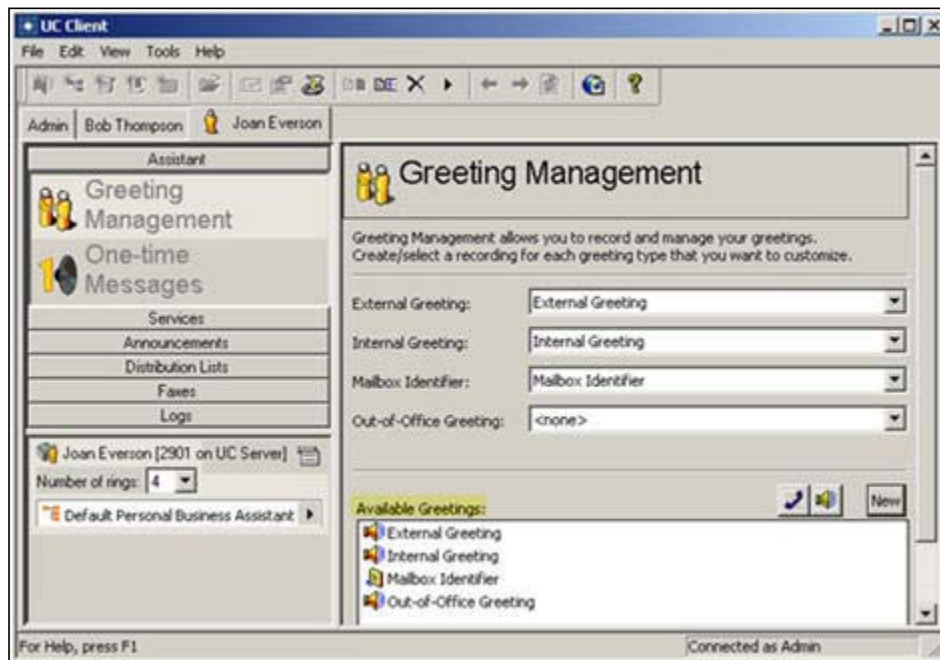 UC Client
File Edit View Tools Help
Admin Bob Thompson Joan Everson
Assistant
Greeting
Management
One-time
Messages
Services
Announcements
Distribution Lists
Faxes
Logs
Joan Everson [2901 on UC Server]
Number of rings: 4
Default Personal Business Assistant
Greeting Management
Greeting Management allows you to record and manage your greetings.
Create/select a recording for each greeting type that you want to customize.
External Greeting: External Greeting
Internal Greeting: Internal Greeting
Mailbox Identifier: Mailbox Identifier
Out-of-Office Greeting: <none>
Available Greetings: New
External Greeting
Internal Greeting
Mailbox Identifier
Out-of-Office Greeting
For Help, press F1 Connected as Admin